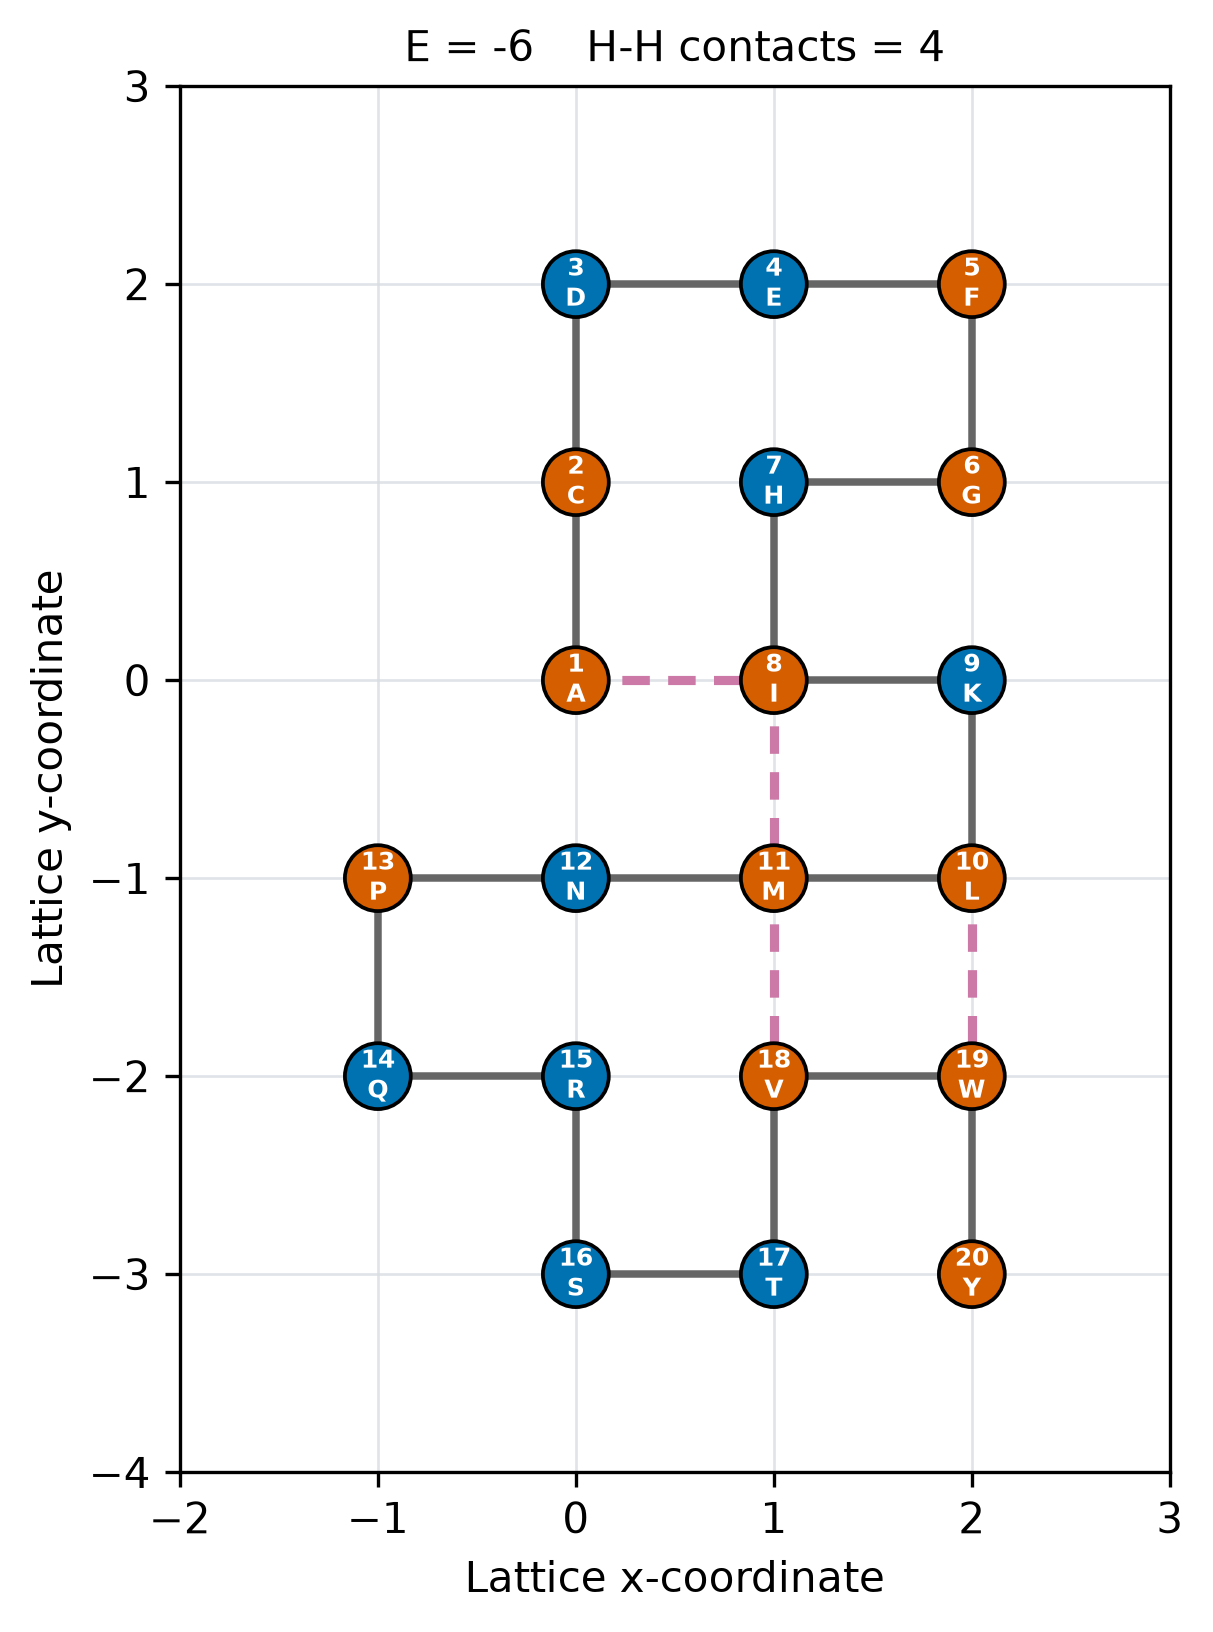 E = -6    H-H contacts = 4
3
2
1
0
−1
−2
−3
−4
Lattice y-coordinate
3
D
4
E
5
F
2
C
7
H
6
G
1
A
8
I
9
K
13
P
12
N
11
M
10
L
14
Q
15
R
18
V
19
W
16
S
17
T
20
Y
−2
−1
0
1
2
3
Lattice x-coordinate